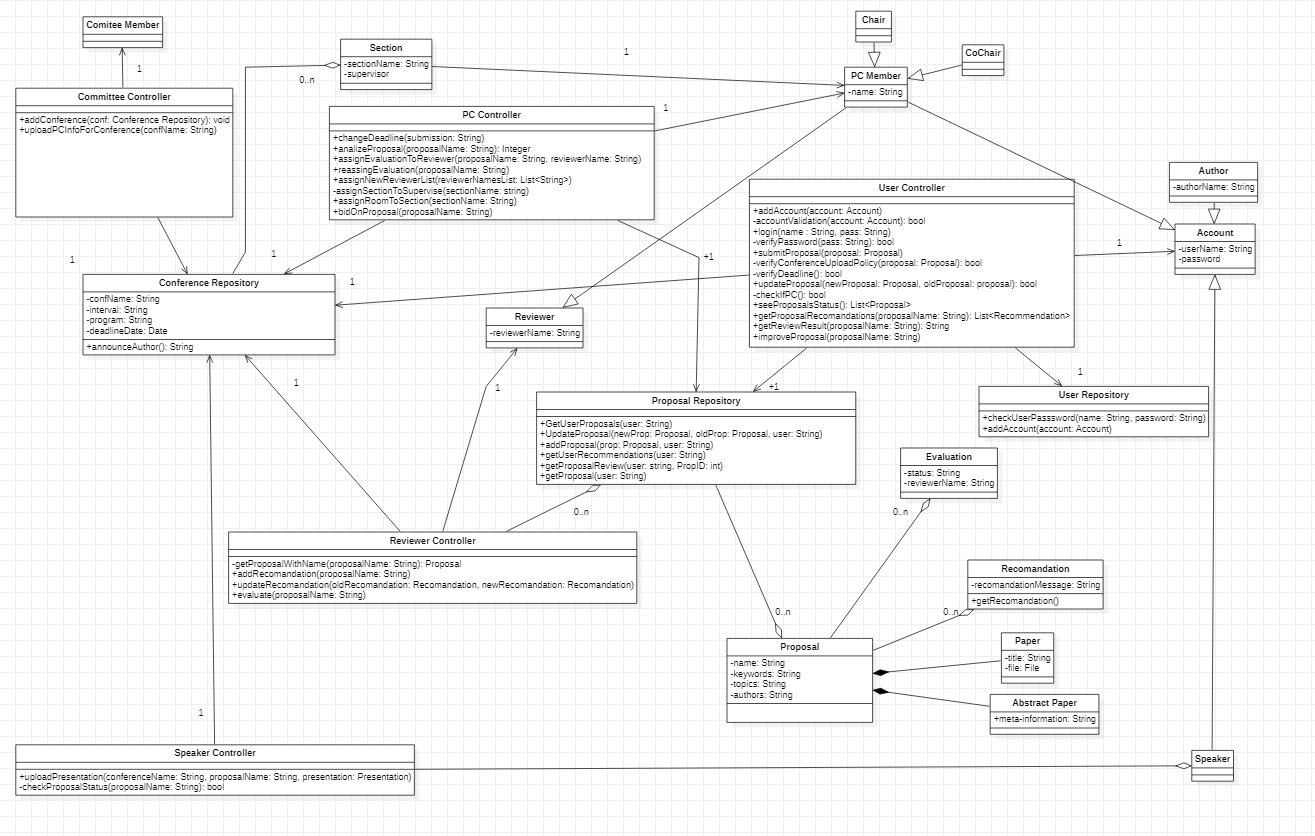 Comitee Member
1
Committee Controller
+addConference(conf: Conference Repository): void
+uploadPCInfoForConference(confName: String)
Section
-sectionName: String
-supervisor
0..n
1
Chair
CoChair
PC Member
-name: String
PC Controller
+changeDeadline(submission: String)
+analizeProposal(proposalName: String): Integer
+assignEvaluationToReviewer(proposalName: String, reviewerName: String)
+reassingEvaluation(proposalName: String)
+assignNewReviewerList(reviewerNamesList: List<String>)
-assignSectionToSupervise(sectionName: string)
+assignRoomToSection(sectionName: String)
+bidOnProposal(proposalName: String)
1
User Controller
+addAccount(account: Account)
-accountValidation(account: Account): bool
+login(name : String, pass: String)
-verifyPassword(pass: String): bool
+submitProposal(proposal: Proposal)
-verifyConferenceUploadPolicy(proposal: Proposal): bool
-verifyDeadline(): bool
+updateProposal(newProposal: Proposal, oldProposal: proposal): bool
-checkIfPC(): bool
+seeProposalsStatus(): List<Proposal>
+getProposalRecomandations(proposalName: String): List<Recommendation>
+getReviewResult(proposalName: String): String
+improveProposal(proposalName: String)
Author
-authorName: String
Account
-userName: String
-password
1
1
1
+1
1
Conference Repository
-confName: String
-interval: String
-program: String
-deadlineDate: Date
+announceAuthor(): String
Reviewer
-reviewerName: String
1
1
+1
1
Proposal Repository
+GetUserProposals(user: String)
+UpdateProposal(newProp: Proposal, oldProp: Proposal, user: String)
+addProposal(prop: Proposal, user: String)
+getUserRecommendations(user: String)
+getProposalReview(user: string, PropID: int)
+getProposal(user: String)
User Repository
+checkUserPasssword(name: String, password: String)
+addAccount(account: Account)
Evaluation
-status: String
-reviewerName: String
0..n
0..n
Reviewer Controller
-getProposalWithName(proposalName: String): Proposal
+addRecomandation(proposalName: String)
+updateRecomandation(oldRecomandation: Recomandation, newRecomandation: Recomandation)
+evaluate(proposalName: String)
Recomandation
-recomandationMessage: String
+getRecomandation()
0..n
0..n
Proposal
-name: String
-keywords: String
-topics: String
-authors: String
Paper
-title: String
-file: File
Abstract Paper
+meta-information: String
1
Speaker Controller
+uploadPresentation(conferenceName: String, proposalName: String, presentation: Presentation)
-checkProposalStatus(proposalName: String): bool
Speaker